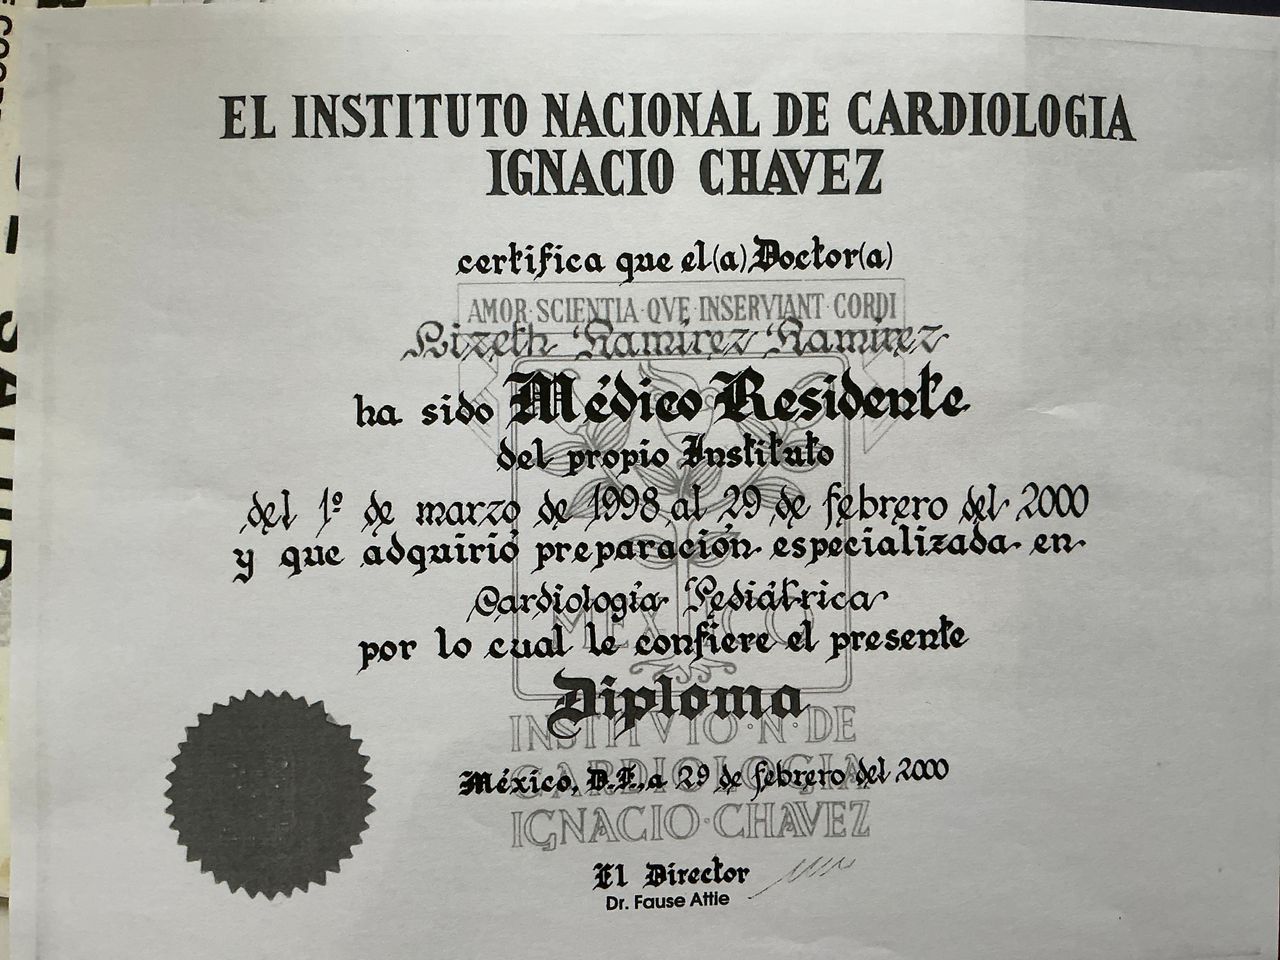 EL INSTITUTO NACIONAL DE CARDIOLOGIA
IGNACIO CHAVEZ
certifica que el(a) Doctor(a)
AMOR·SCIENTIA·QVE·INSERVIANT·CORDI
Lizeth Ramírez Ramírez
ha sido Médico Residente
del propio Instituto
del 1º de marzo de 1998 al 29 de febrero del 2000
y que adquirió preparación especializada en
Cardiología Pediátrica
MEXICO
por lo cual le confiere el presente
Diploma
INSTITVTO·N·DE
México, D.F., a 29 de febrero del 2000
CARDIOLOGIA
IGNACIO·CHAVEZ
El Director
Dr. Fause Attie